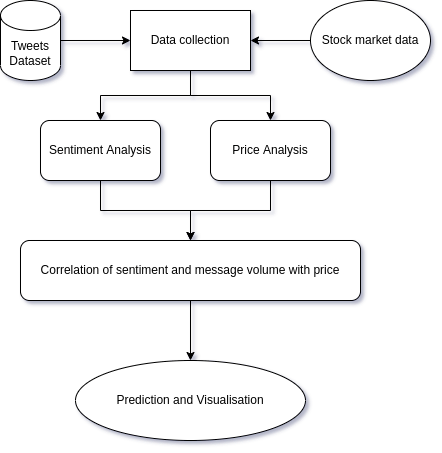 Tweets
Dataset
Data collection
Stock market data
Sentiment Analysis
Price Analysis
Correlation of sentiment and message volume with price
Prediction and Visualisation